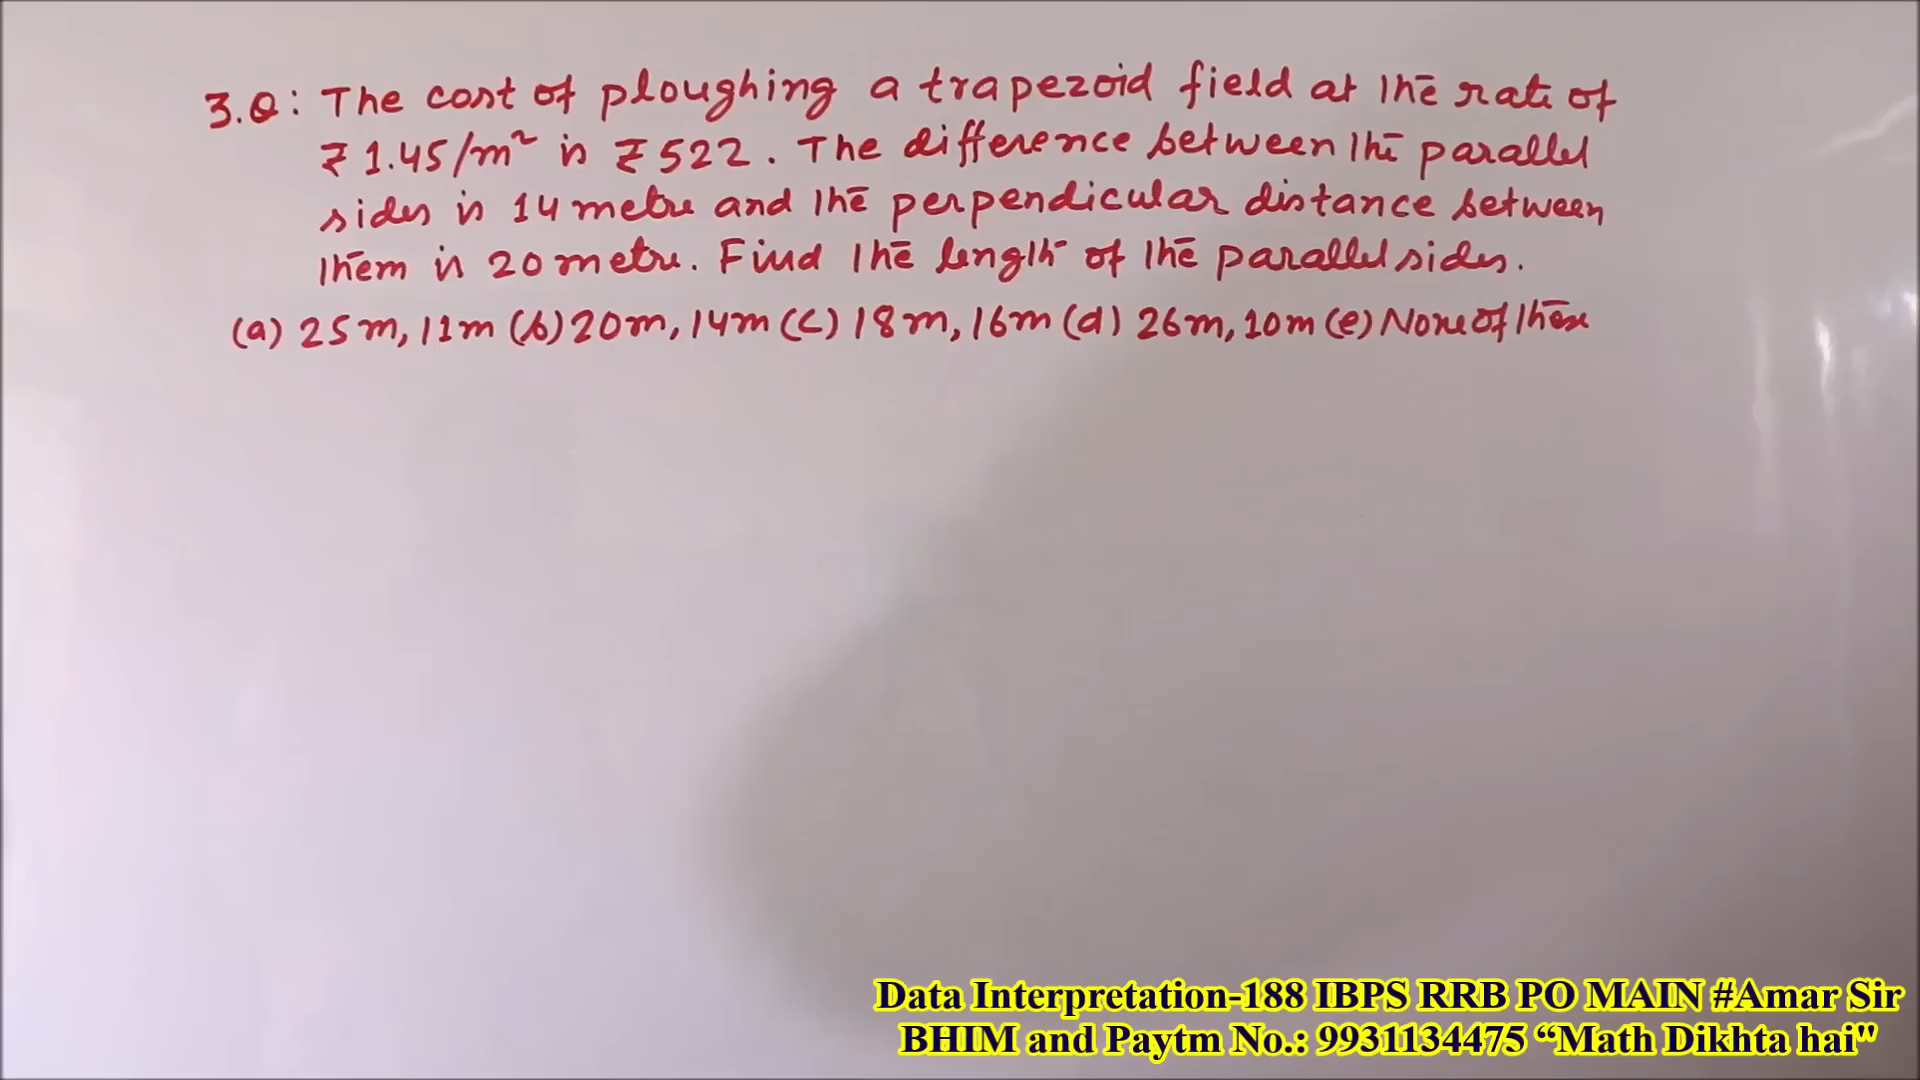 3.Q: The cost of ploughing a trapezoid field at the rate of
₹1.45/m² is ₹522. The difference between the parallel
sides is 14 metre and the perpendicular distance between
them is 20 metre. Find the length of the parallel sides.
(a) 25m, 11m (b) 20m, 14m (c) 18m, 16m (d) 26m, 10m (e) None of these
Data Interpretation-188 IBPS RRB PO MAIN #Amar Sir
BHIM and Paytm No.: 9931134475 “Math Dikhta hai"